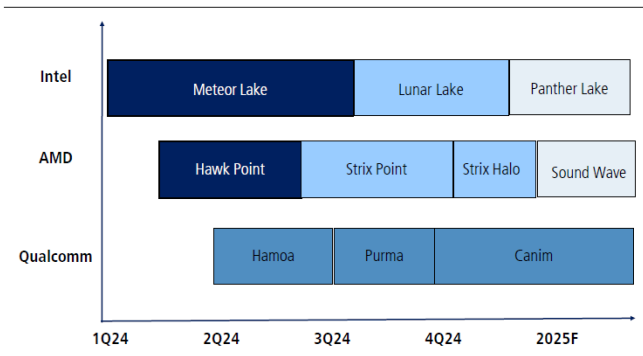 Intel
Meteor Lake
Lunar Lake
Panther Lake
AMD
Hawk Point
Strix Point
Strix Halo
Sound Wave
Qualcomm
Hamoa
Purma
Canim
1Q24
2Q24
3Q24
4Q24
2025F